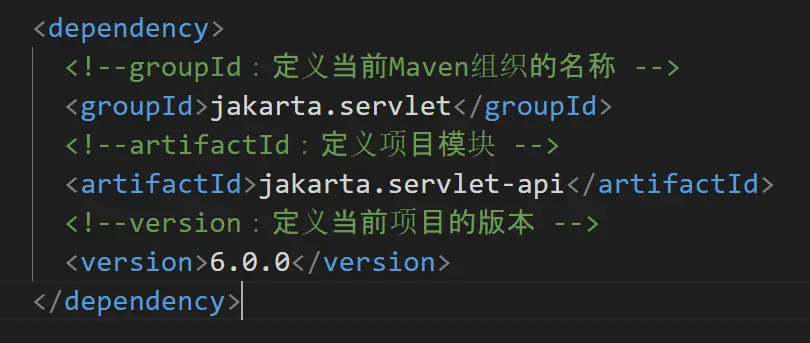 <dependency>
<!--groupId：定义当前Maven组织的名称 -->
<groupId>jakarta.servlet</groupId>
<!--artifactId：定义项目模块 -->
<artifactId>jakarta.servlet-api</artifactId>
<!--version：定义当前项目的版本 -->
<version>6.0.0</version>
</dependency>